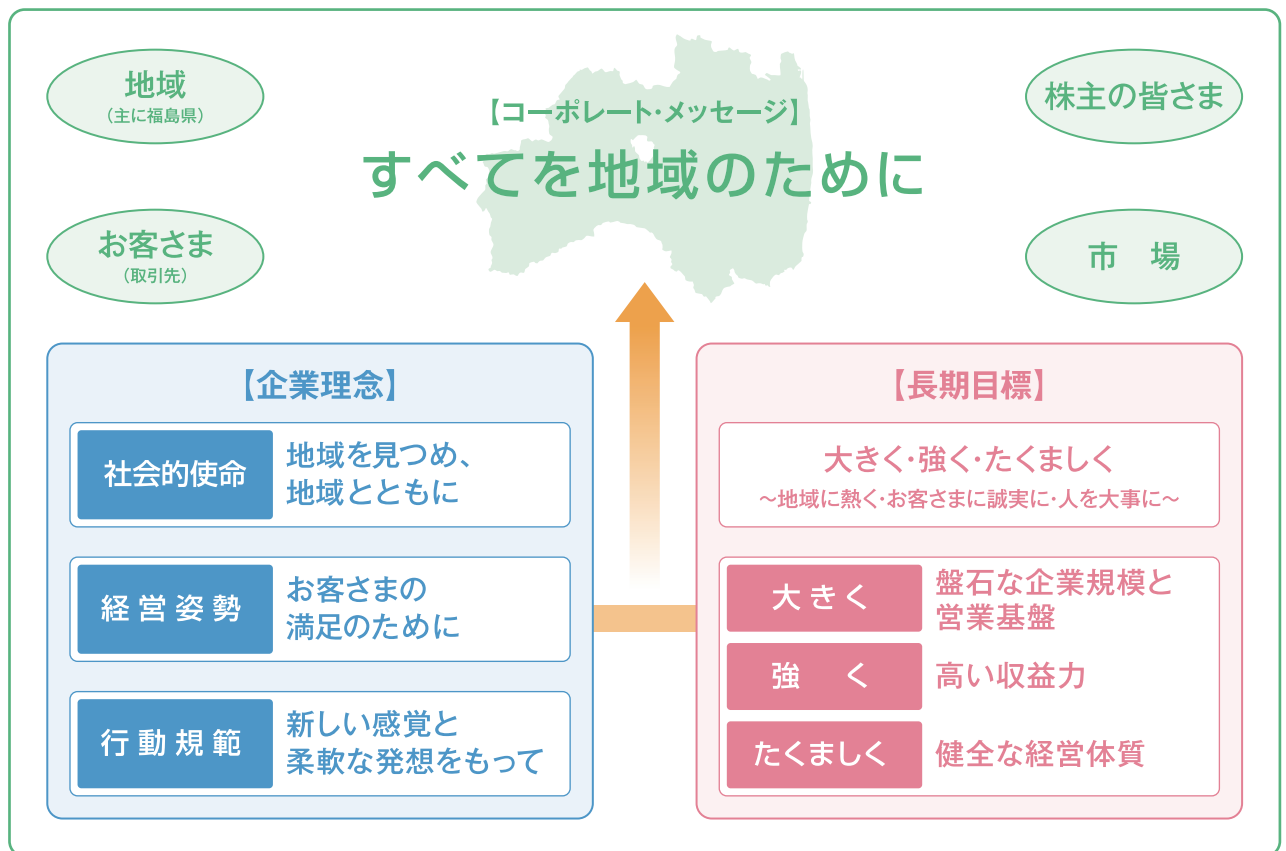 地域
（主に福島県）
お客さま
（取引先）
【コーポレート・メッセージ】
すべてを地域のために
株主の皆さま
市　場
【企業理念】
社会的使命
地域を見つめ、
地域とともに
経営姿勢
お客さまの
満足のために
行動規範
新しい感覚と
柔軟な発想をもって
【長期目標】
大きく・強く・たくましく
～地域に熱く・お客さまに誠実に・人を大事に～
大きく
盤石な企業規模と
営業基盤
強　く
高い収益力
たくましく
健全な経営体質